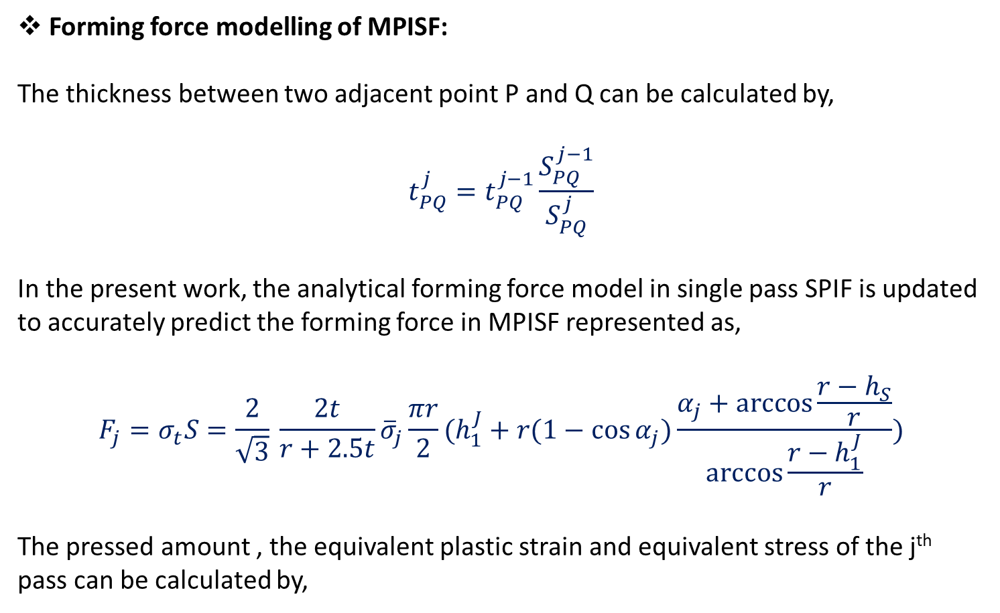 ❖ Forming force modelling of MPISF:
The thickness between two adjacent point P and Q can be calculated by,
$t_{PQ}^{j} = t_{PQ}^{j-1} \frac{S_{PQ}^{j-1}}{S_{PQ}^{j}}$
In the present work, the analytical forming force model in single pass SPIF is updated
to accurately predict the forming force in MPISF represented as,
$F_j = \sigma_t S = \frac{2}{\sqrt{3}} \frac{2t}{r + 2.5t} \bar{\sigma}_j \frac{\pi r}{2} (h_1^J + r(1 - \cos \alpha_j) \frac{\alpha_j + \arccos \frac{r - h_S}{r}}{\arccos \frac{r - h_1^J}{r}})$
The pressed amount , the equivalent plastic strain and equivalent stress of the j<sup>th</sup>
pass can be calculated by,